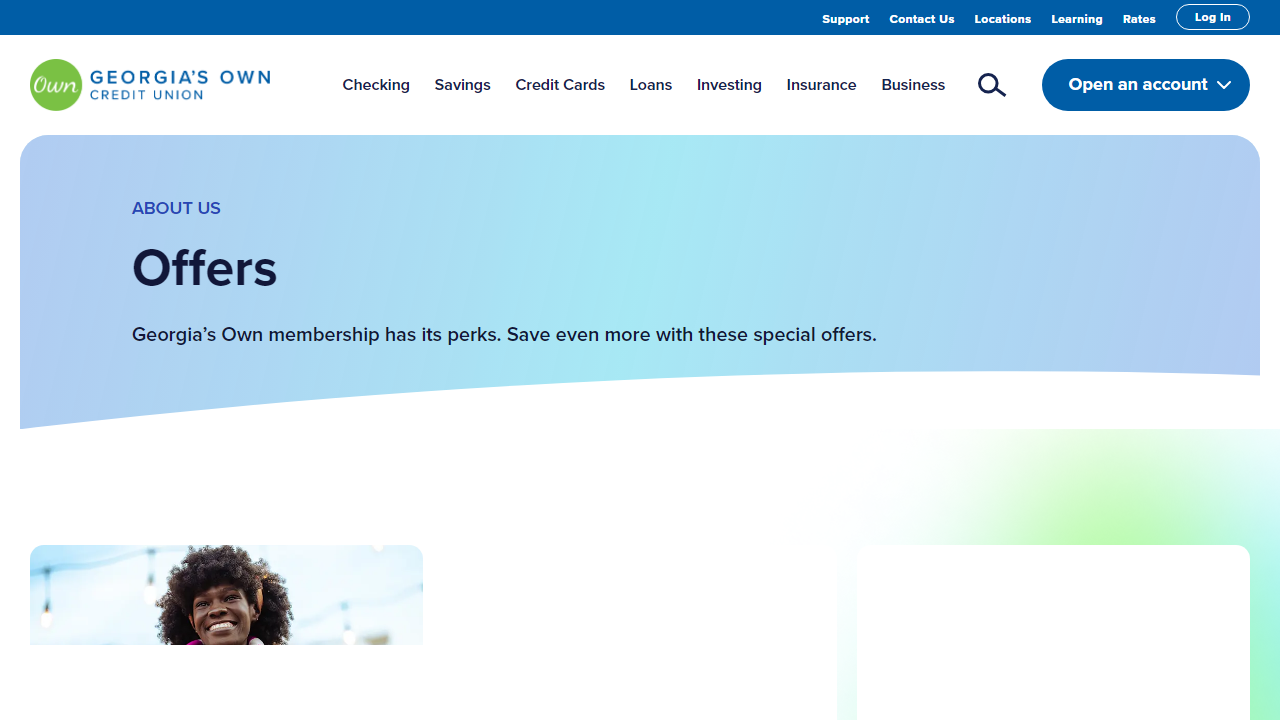 Support Contact Us Locations Learning Rates Log In
Own GEORGIA'S OWN
CREDIT UNION
Checking Savings Credit Cards Loans Investing Insurance Business Open an account
ABOUT US
Offers
Georgia’s Own membership has its perks. Save even more with these special offers.